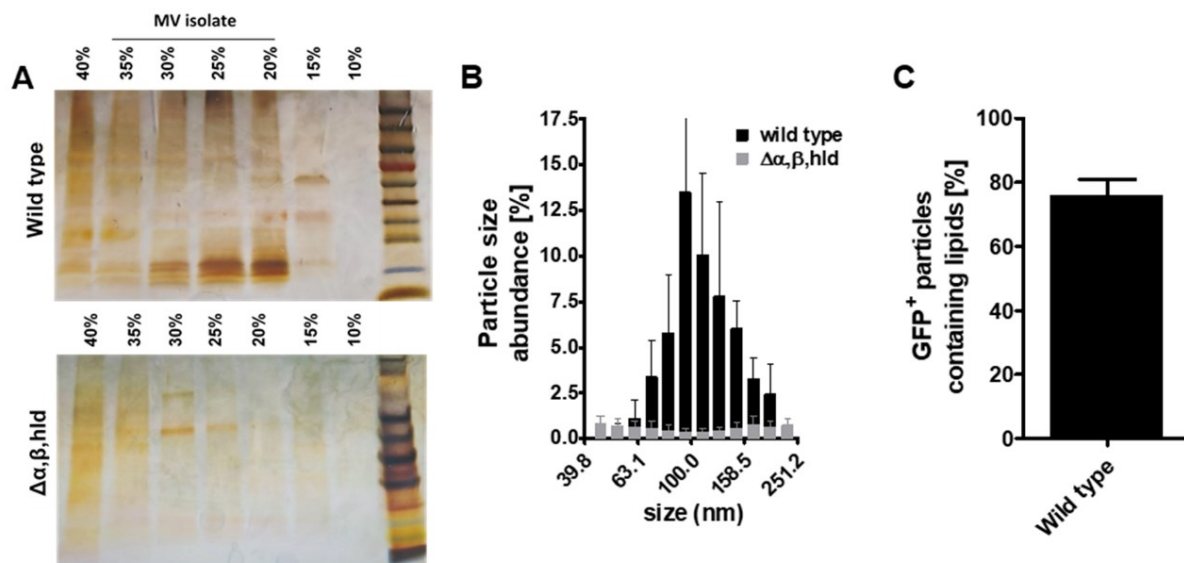 MV isolate
40% 35% 30% 25% 20% 15% 10%
A
Wild type
40% 35% 30% 25% 20% 15% 10%
Δα,β,hld
B
17.5
15.0
12.5
10.0
7.5
5.0
2.5
0.0
Particle size
abundance [%]
wild type
Δα,β,hld
39.8 63.1 100.0 158.5 251.2
size (nm)
C
100
80
60
40
20
0
GFP+ particles
containing lipids [%]
Wild type